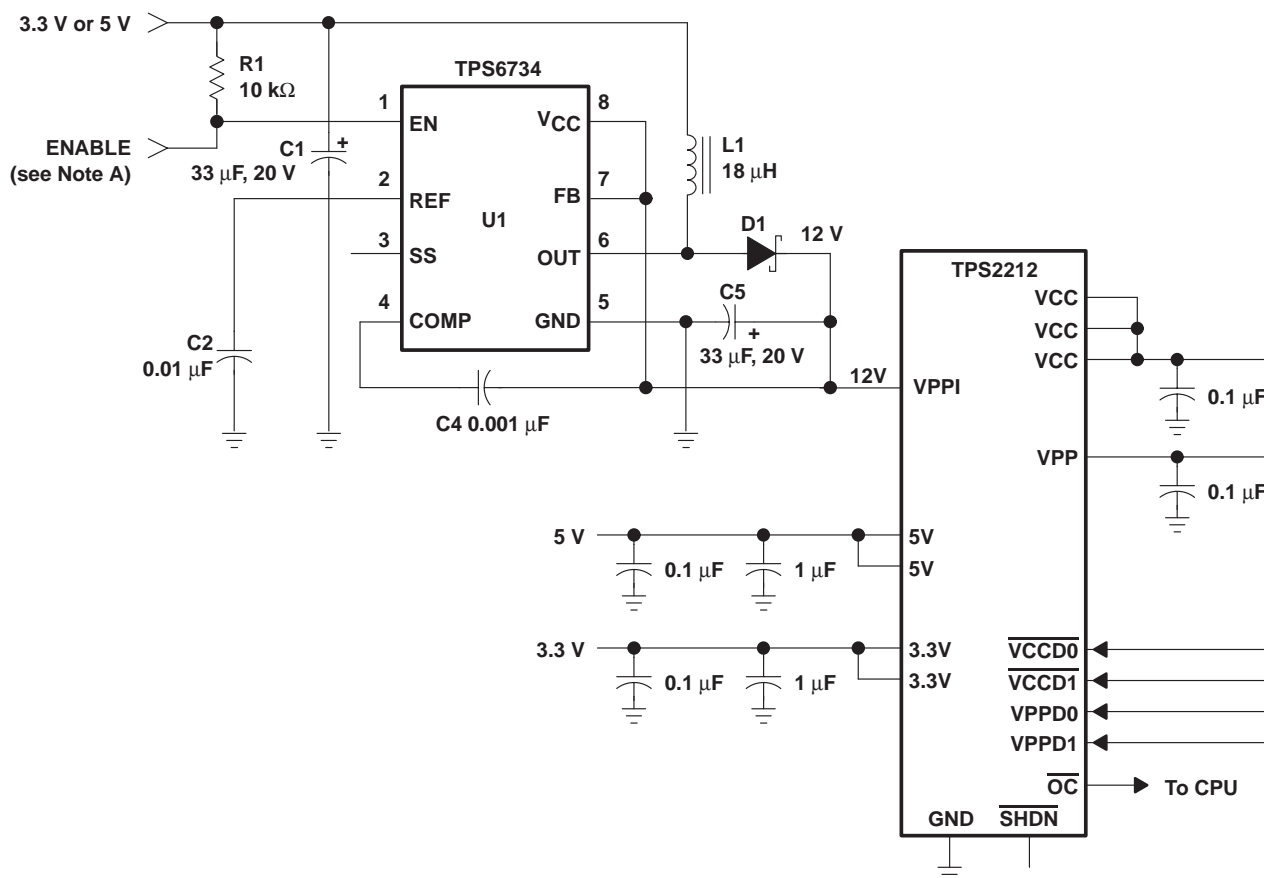 3.3 V or 5 V
R1
10 kΩ
ENABLE
(see Note A)
C1
+
33 μF, 20 V
TPS6734
1
EN
2
REF
3
SS
4
COMP
U1
8
VCC
7
FB
6
OUT
5
GND
L1
18 μH
D1
12 V
C5
+
33 μF, 20 V
C2
0.01 μF
C4 0.001 μF
12V
TPS2212
VPPI
VCC
VCC
VCC
0.1 μF
VPP
0.1 μF
5 V
0.1 μF
1 μF
5V
5V
3.3 V
0.1 μF
1 μF
3.3V
3.3V
VCCD0
VCCD1
VPPD0
VPPD1
OC
To CPU
GND
SHDN